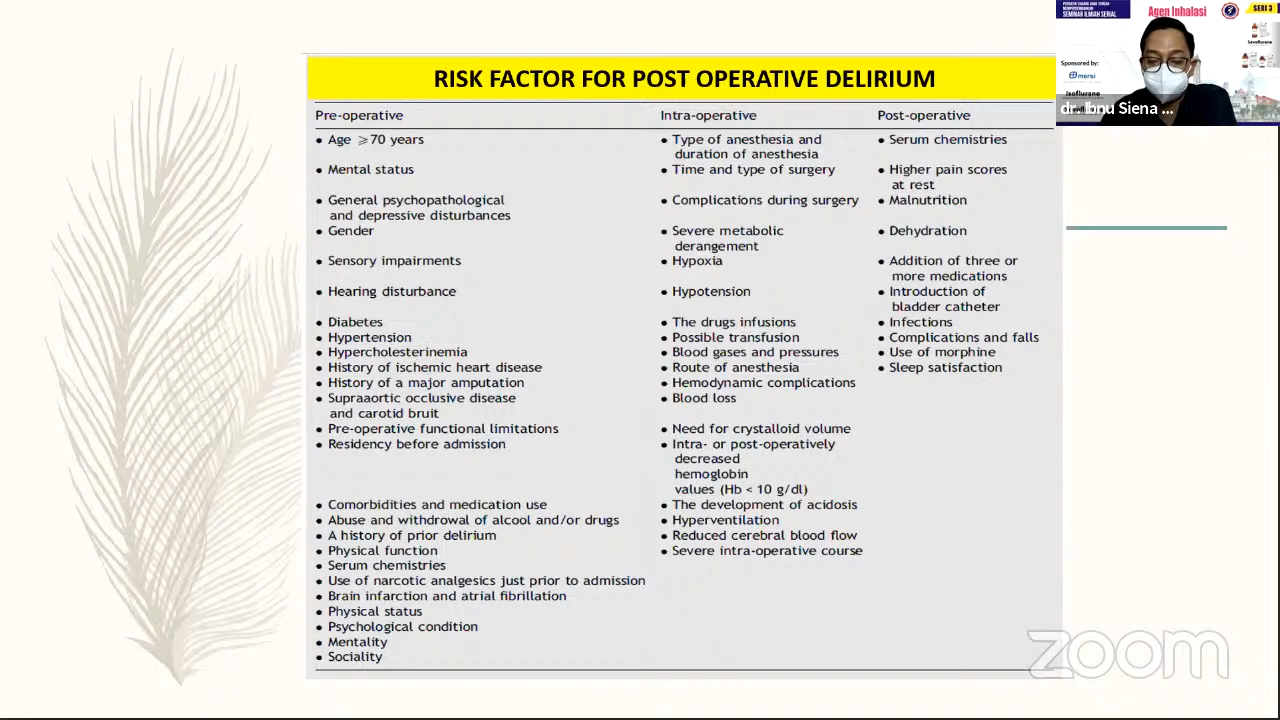 RISK FACTOR FOR POST OPERATIVE DELIRIUM
Pre-operative
• Age ⩾70 years
• Mental status
• General psychopathological
and depressive disturbances
• Gender
• Sensory impairments
• Hearing disturbance
• Diabetes
• Hypertension
• Hypercholesterinemia
• History of ischemic heart disease
• History of a major amputation
• Supraaortic occlusive disease
and carotid bruit
• Pre-operative functional limitations
• Residency before admission
• Comorbidities and medication use
• Abuse and withdrawal of alcool and/or drugs
• A history of prior delirium
• Physical function
• Serum chemistries
• Use of narcotic analgesics just prior to admission
• Brain infarction and atrial fibrillation
• Physical status
• Psychological condition
• Mentality
• Sociality
Intra-operative
• Type of anesthesia and
duration of anesthesia
• Time and type of surgery
• Complications during surgery
• Severe metabolic
derangement
• Hypoxia
• Hypotension
• The drugs infusions
• Possible transfusion
• Blood gases and pressures
• Route of anesthesia
• Hemodynamic complications
• Blood loss
• Need for crystalloid volume
• Intra- or post-operatively
decreased
hemoglobin
values (Hb < 10 g/dl)
• The development of acidosis
• Hyperventilation
• Reduced cerebral blood flow
• Severe intra-operative course
Post-operative
• Serum chemistries
• Higher pain scores
at rest
• Malnutrition
• Dehydration
• Addition of three or
more medications
• Introduction of
bladder catheter
• Infections
• Complications and falls
• Use of morphine
• Sleep satisfaction
SEMINAR ILMIAH SERIAL
Agen Inhalasi
SERI 3
Sevoflurane
Sponsored by:
mersi
Isoflurane
dr. Ibnu Siena ...
zoom